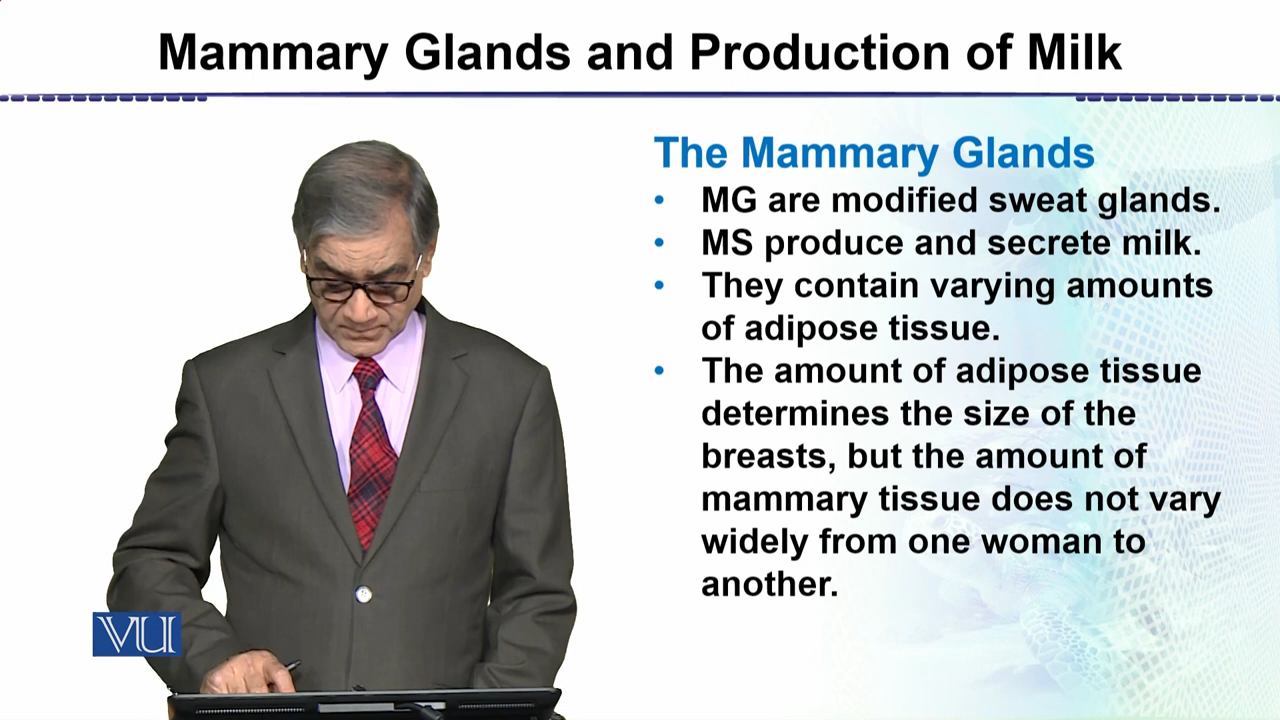 Mammary Glands and Production of Milk
The Mammary Glands
• MG are modified sweat glands.
• MS produce and secrete milk.
• They contain varying amounts
of adipose tissue.
• The amount of adipose tissue
determines the size of the
breasts, but the amount of
mammary tissue does not vary
widely from one woman to
another.
VU